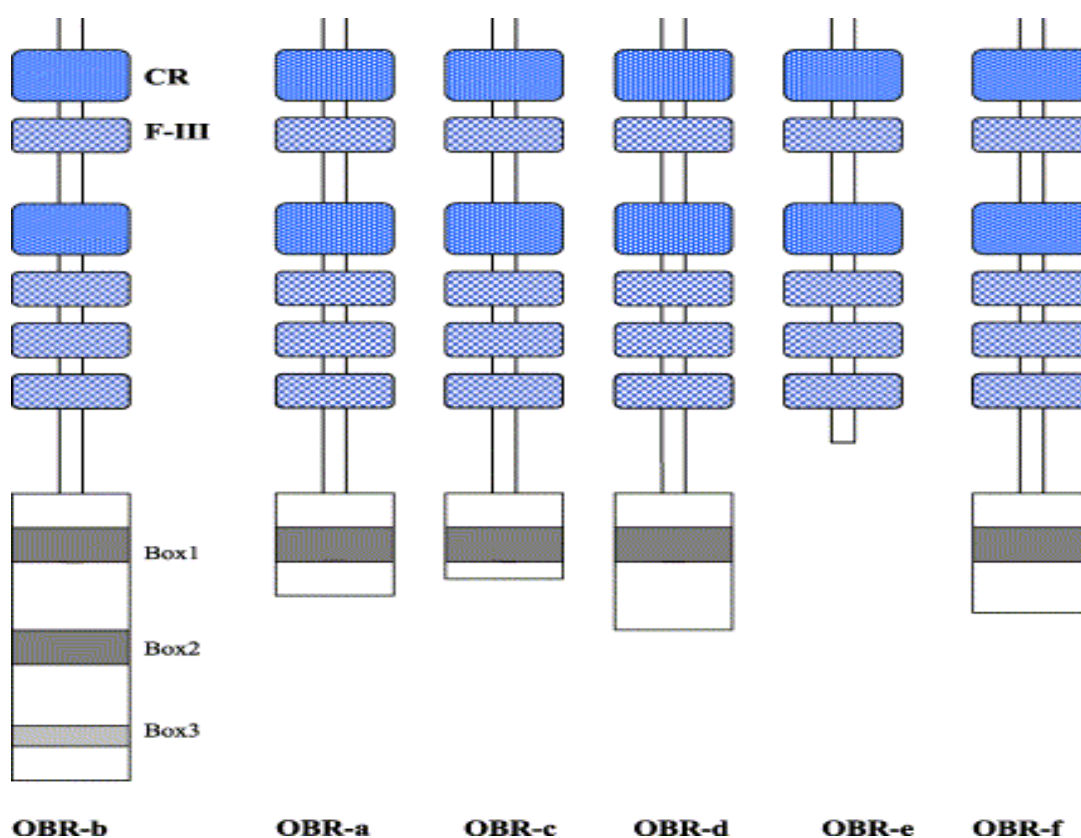 CR
F-III
Box1
Box2
Box3
OBR-b OBR-a OBR-c OBR-d OBR-e OBR-f